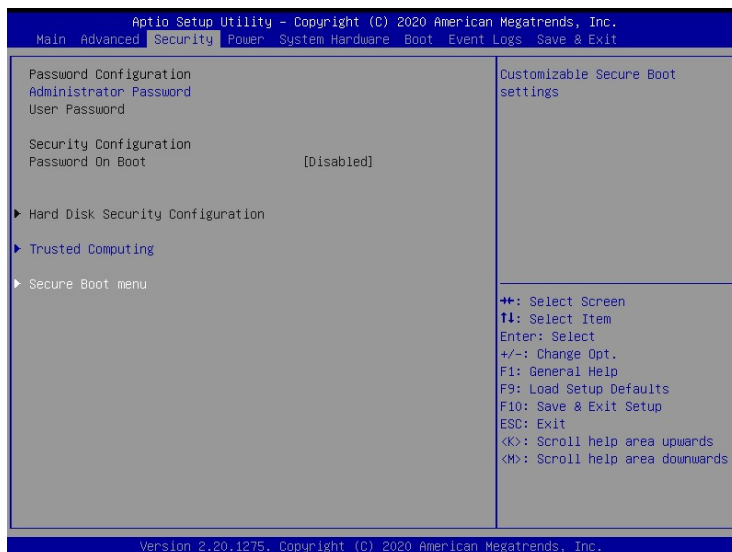 Aptio Setup Utility – Copyright (C) 2020 American Megatrends, Inc.
Main Advanced Security Power System Hardware Boot Event Logs Save & Exit
Password Configuration
Administrator Password
User Password
Security Configuration
Password On Boot [Disabled]
Hard Disk Security Configuration
Trusted Computing
Secure Boot menu
Customizable Secure Boot
settings
→←: Select Screen
↑↓: Select Item
Enter: Select
+/-: Change Opt.
F1: General Help
F9: Load Setup Defaults
F10: Save & Exit Setup
ESC: Exit
<K>: Scroll help area upwards
<M>: Scroll help area downwards
Version 2.20.1275. Copyright (C) 2020 American Megatrends, Inc.